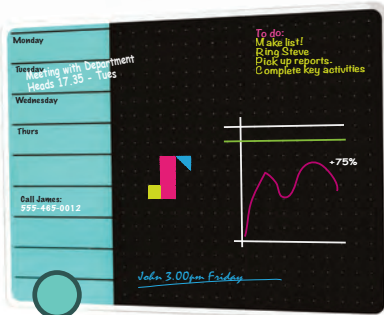 Monday
Tuesday
Meeting with Department
Heads 17.35 - Tues
Wednesday
Thurs
Call James:
555-465-0012
To do:
Make list!
Ring Steve
Pick up reports.
Complete key activities
+75%
John 3.00pm Friday